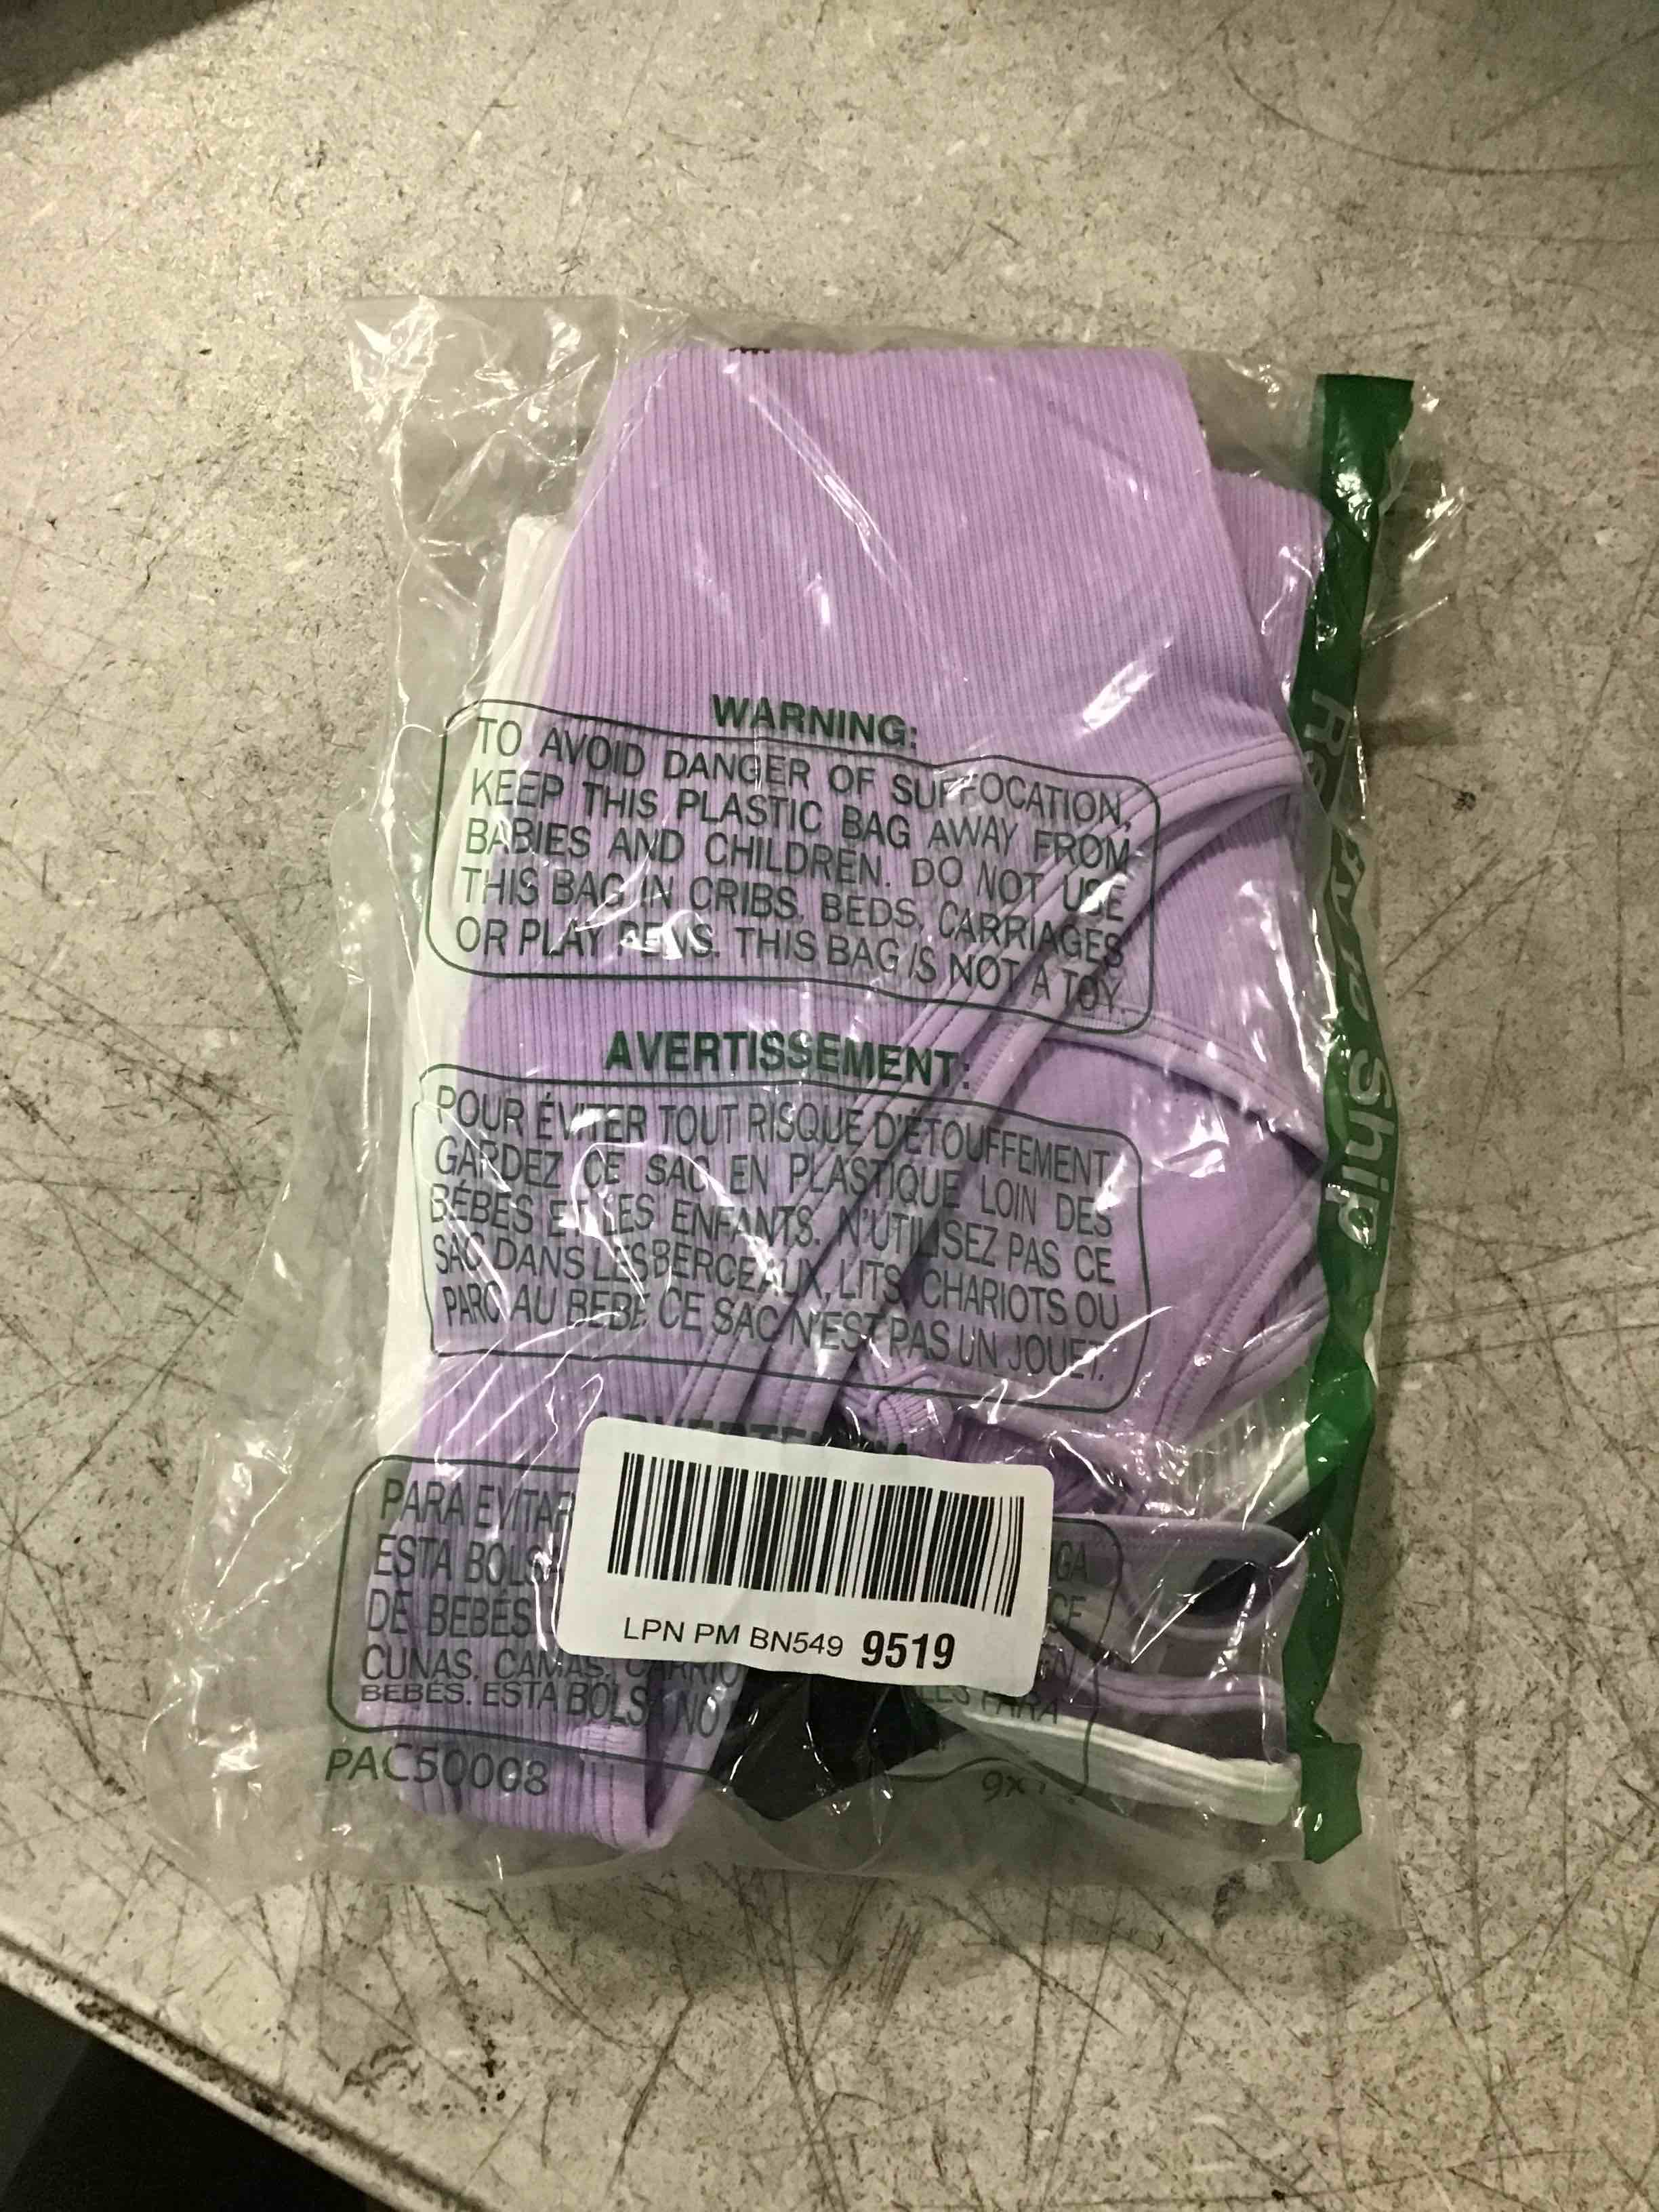 WARNING:
TO AVOID DANGER OF SUFFOCATION,
KEEP THIS PLASTIC BAG AWAY FROM
BABIES AND CHILDREN. DO NOT USE
THIS BAG IN CRIBS, BEDS, CARRIAGES
OR PLAY PENS. THIS BAG IS NOT A TOY.
AVERTISSEMENT:
POUR ÉVITER TOUT RISQUE D'ÉTOUFFEMENT
GARDEZ CE SAC EN PLASTIQUE LOIN DES
BÉBES ET LES ENFANTS. N'UTILISEZ PAS CE
SAC DANS LES BERCEAUX, LITS, CHARIOTS OU
PARC AU BEBE CE SAC N'EST PAS UN JOUET.
PARA EVITAR
ESTA BOLSA
DE BEBÉS
CUNAS, CAMAS,
BEBÉS. ESTA BOLSA NO
PARA
LPN PM BN549 9519
PAC50008
to Ship